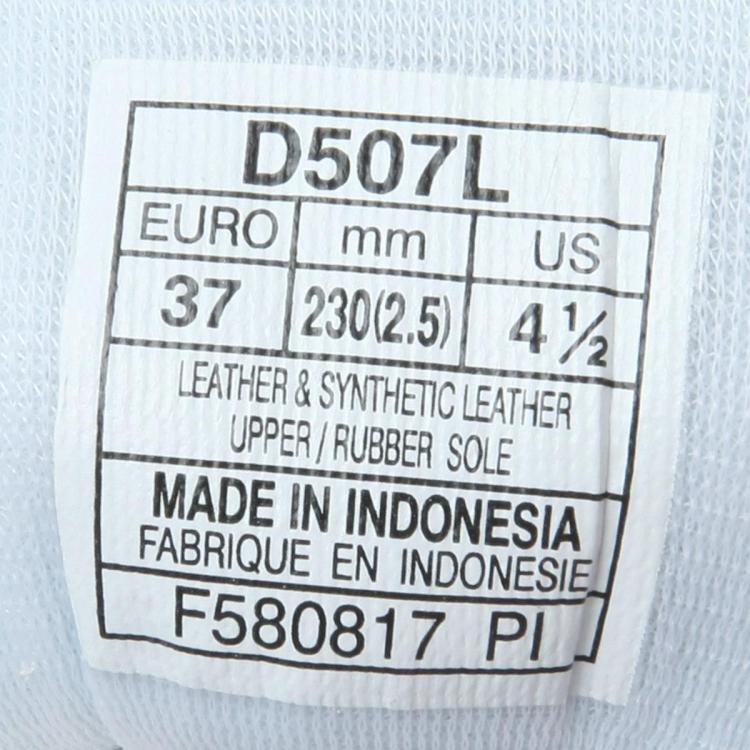 D507L
EURO mm US
37 230(2.5) 4 ½
LEATHER & SYNTHETIC LEATHER
UPPER / RUBBER SOLE
MADE IN INDONESIA
FABRIQUE EN INDONESIE
F580817 PI